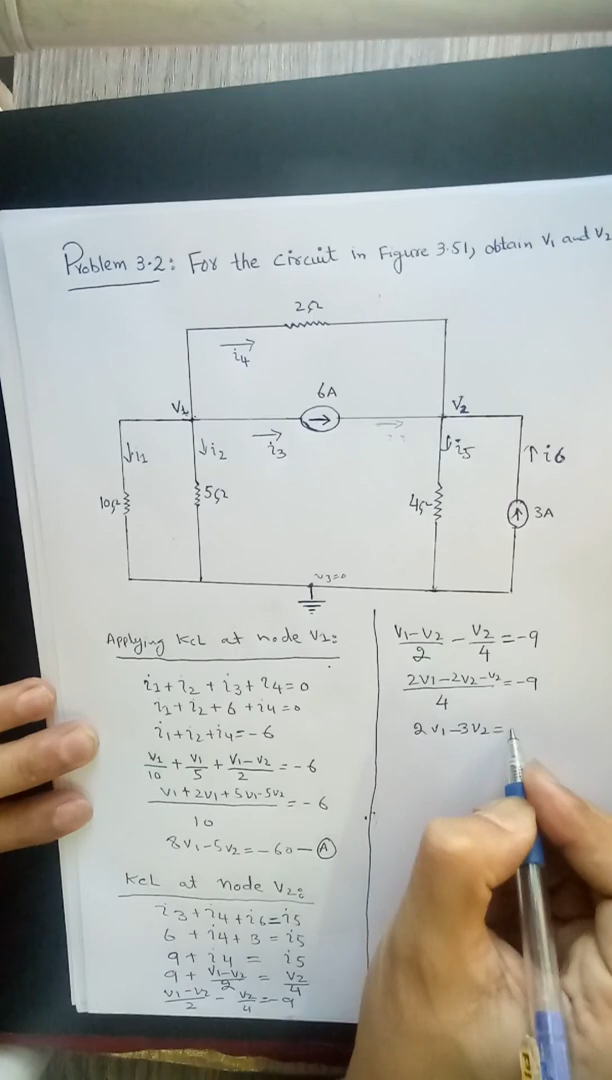 Problem 3.2: For the circuit in Figure 3.51, obtain V1 and V2
2Ω
i4
6A
V1
V2
i1
i2
i3
i5
i6
10Ω
5Ω
4Ω
3A
V3=0
Applying KCL at node V1:
i1 + i2 + i3 + i4 = 0
i1 + i2 + 6 + i4 = 0
i1 + i2 + i4 = -6
V1/10 + V1/5 + (V1-V2)/2 = -6
(V1 + 2V1 + 5V1 - 5V2)/10 = -6
8V1 - 5V2 = -60 — A
KCL at node V2:
i3 + i4 + i6 = i5
6 + i4 + 3 = i5
9 + i4 = i5
9 + (V1-V2)/2 = V2/4
(V1-V2)/2 - V2/4 = -9
(V1-V2)/2 - V2/4 = -9
(2V1-2V2-V2)/4 = -9
2V1-3V2=